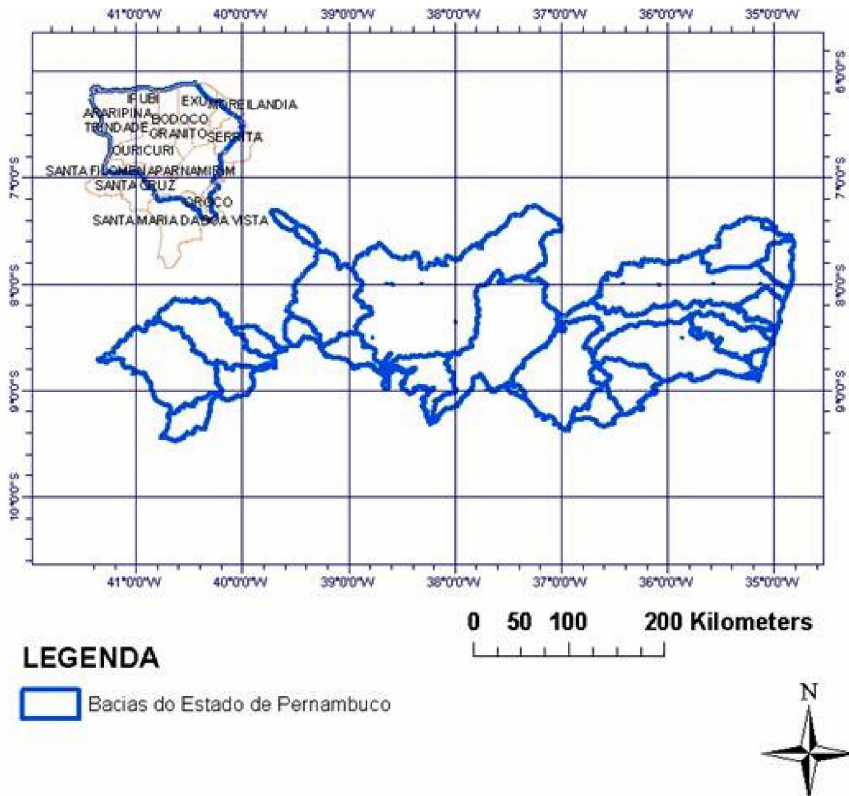 41°0'0"W 40°0'0"W 39°0'0"W 38°0'0"W 37°0'0"W 36°0'0"W 35°0'0"W
6°0'0"S
7°0'0"S
8°0'0"S
9°0'0"S
10°0'0"S
6°0'0"S
7°0'0"S
8°0'0"S
9°0'0"S
IPUBI
EXU
MOREILANDIA
ARARIPINA
BODOCO
TRINDADE
GRANITO
SERRITA
OURICURI
SANTA FILOMENA
PARNAMIRIM
SANTA CRUZ
OROCO
SANTA MARIA DA BOA VISTA
41°0'0"W 40°0'0"W 39°0'0"W 38°0'0"W 37°0'0"W 36°0'0"W 35°0'0"W
0 50 100 200 Kilometers
LEGENDA
Bacias do Estado de Pernambuco
N